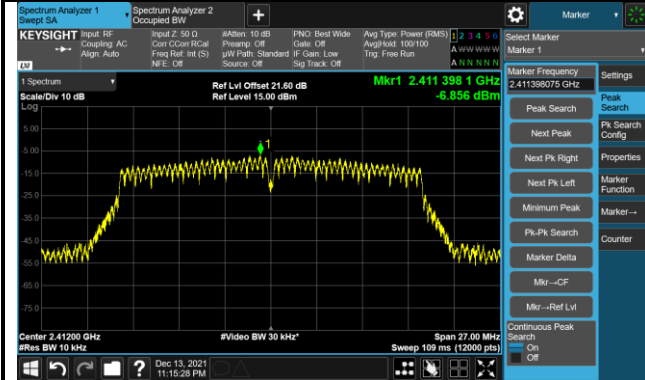 Spectrum Analyzer 1
Swept SA
Spectrum Analyzer 2
Occupied BW
+
Marker
KEYSIGHT
Input: RF
Coupling: AC
Align: Auto
Input Z: 50 Ω
Corr CCorr RCal
Freq Ref: Int (S)
NFE: Off
#Atten: 10 dB
Preamp: Off
µW Path: Standard
Source: Off
PNO: Best Wide
Gate: Off
IF Gain: Low
Sig Track: Off
Avg Type: Power (RMS)
Avg|Hold: 100/100
Trig: Free Run
1 2 3 4 5 6
A W W W W W
A N N N N N
LXI
Select Marker
Marker 1
1 Spectrum
Scale/Div 10 dB
Log
Ref Lvl Offset 21.60 dB
Ref Level 15.00 dBm
Mkr1 2.411 398 1 GHz
-6.856 dBm
5.00
-5.00
-15.0
-25.0
-35.0
-45.0
-55.0
-65.0
-75.0
1
Center 2.41200 GHz
#Res BW 10 kHz
#Video BW 30 kHz*
Span 27.00 MHz
Sweep 109 ms (12000 pts)
Marker Frequency
2.411398075 GHz
Peak Search
Next Peak
Next Pk Right
Next Pk Left
Minimum Peak
Pk-Pk Search
Marker Delta
Mkr→CF
Mkr→Ref Lvl
Continuous Peak
Search
On
Off
Settings
Peak
Search
Pk Search
Config
Properties
Marker
Function
Marker→
Counter
?
Dec 13, 2021
11:15:28 PM